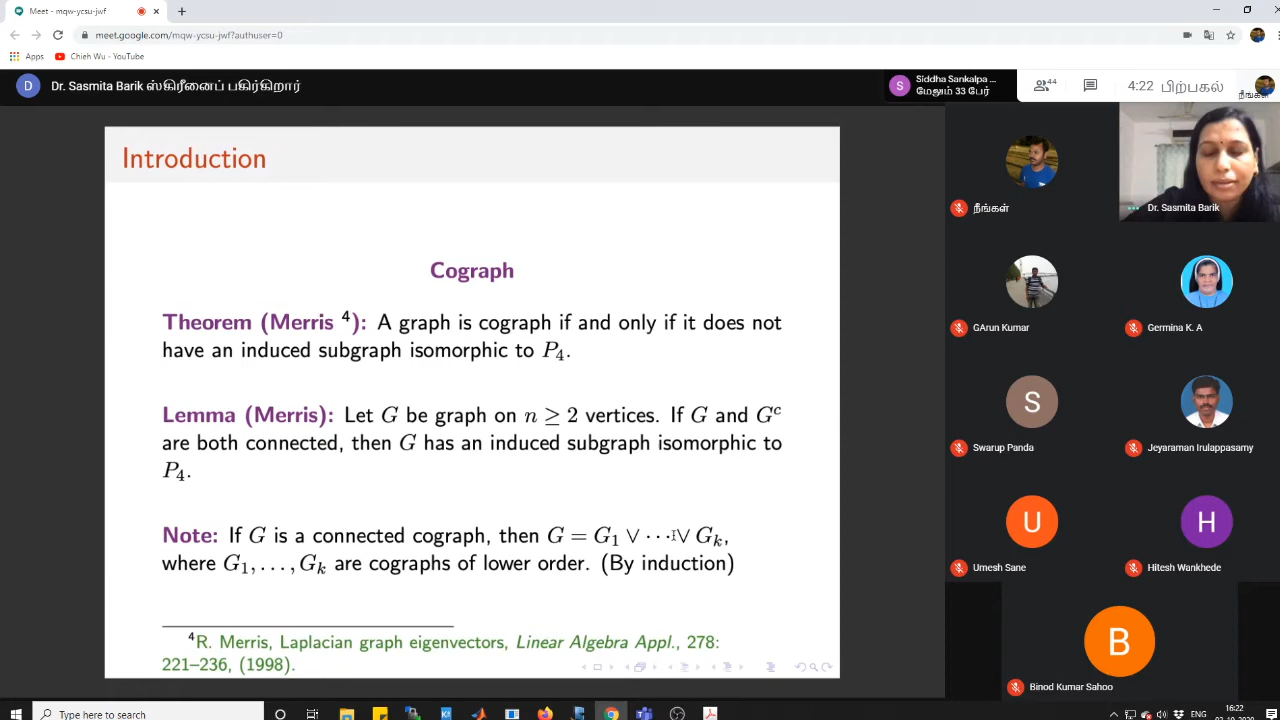 Meet - mqw-ycsu-jwf
meet.google.com/mqw-ycsu-jwf?authuser=0
Apps
Chieh Wu - YouTube
D
Dr. Sasmita Barik ஸ்கிரீனைப் பகிர்கிறார்
S
Siddha Sankalpa ...
மேலும் 33 பேர்
44
4:22 பிற்பகல்
நீங்கள்
Introduction
Cograph
Theorem (Merris ⁴): A graph is cograph if and only if it does not
have an induced subgraph isomorphic to P₄.
Lemma (Merris): Let G be graph on n ≥ 2 vertices. If G and Gᶜ
are both connected, then G has an induced subgraph isomorphic to
P₄.
Note: If G is a connected cograph, then G = G₁ ∨ ⋯ ∨ Gₖ,
where G₁, . . . , Gₖ are cographs of lower order. (By induction)
⁴R. Merris, Laplacian graph eigenvectors, Linear Algebra Appl., 278:
221–236, (1998).
நீங்கள்
Dr. Sasmita Barik
GArun Kumar
Germina K. A
S
Swarup Panda
Jeyaraman Irulappasamy
U
Umesh Sane
H
Hitesh Wankhede
B
Binod Kumar Sahoo
Type here to search
ENG
16:22